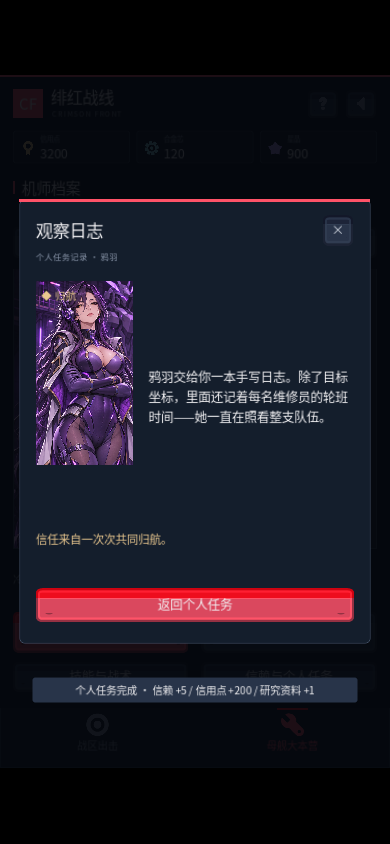 CF 绯红战线
?
3200
120
900
机师档案
观察日志
个人任务记录 · 鸦羽
鸦羽交给你一本手写日志。除了目标
坐标，里面还记着每名维修员的轮班
时间——她一直在照看整支队伍。
信任来自一次次共同归航。
返回个人任务
个人任务完成 · 信赖 +5 / 信用点 +200 / 研究资料 +1